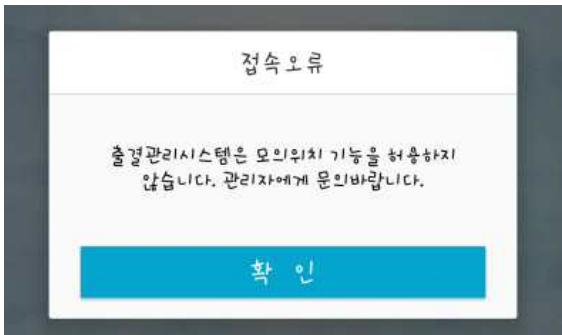 접속오류
출결관리시스템은 모의위치 기능을 허용하지
않습니다. 관리자에게 문의바랍니다.
확 인